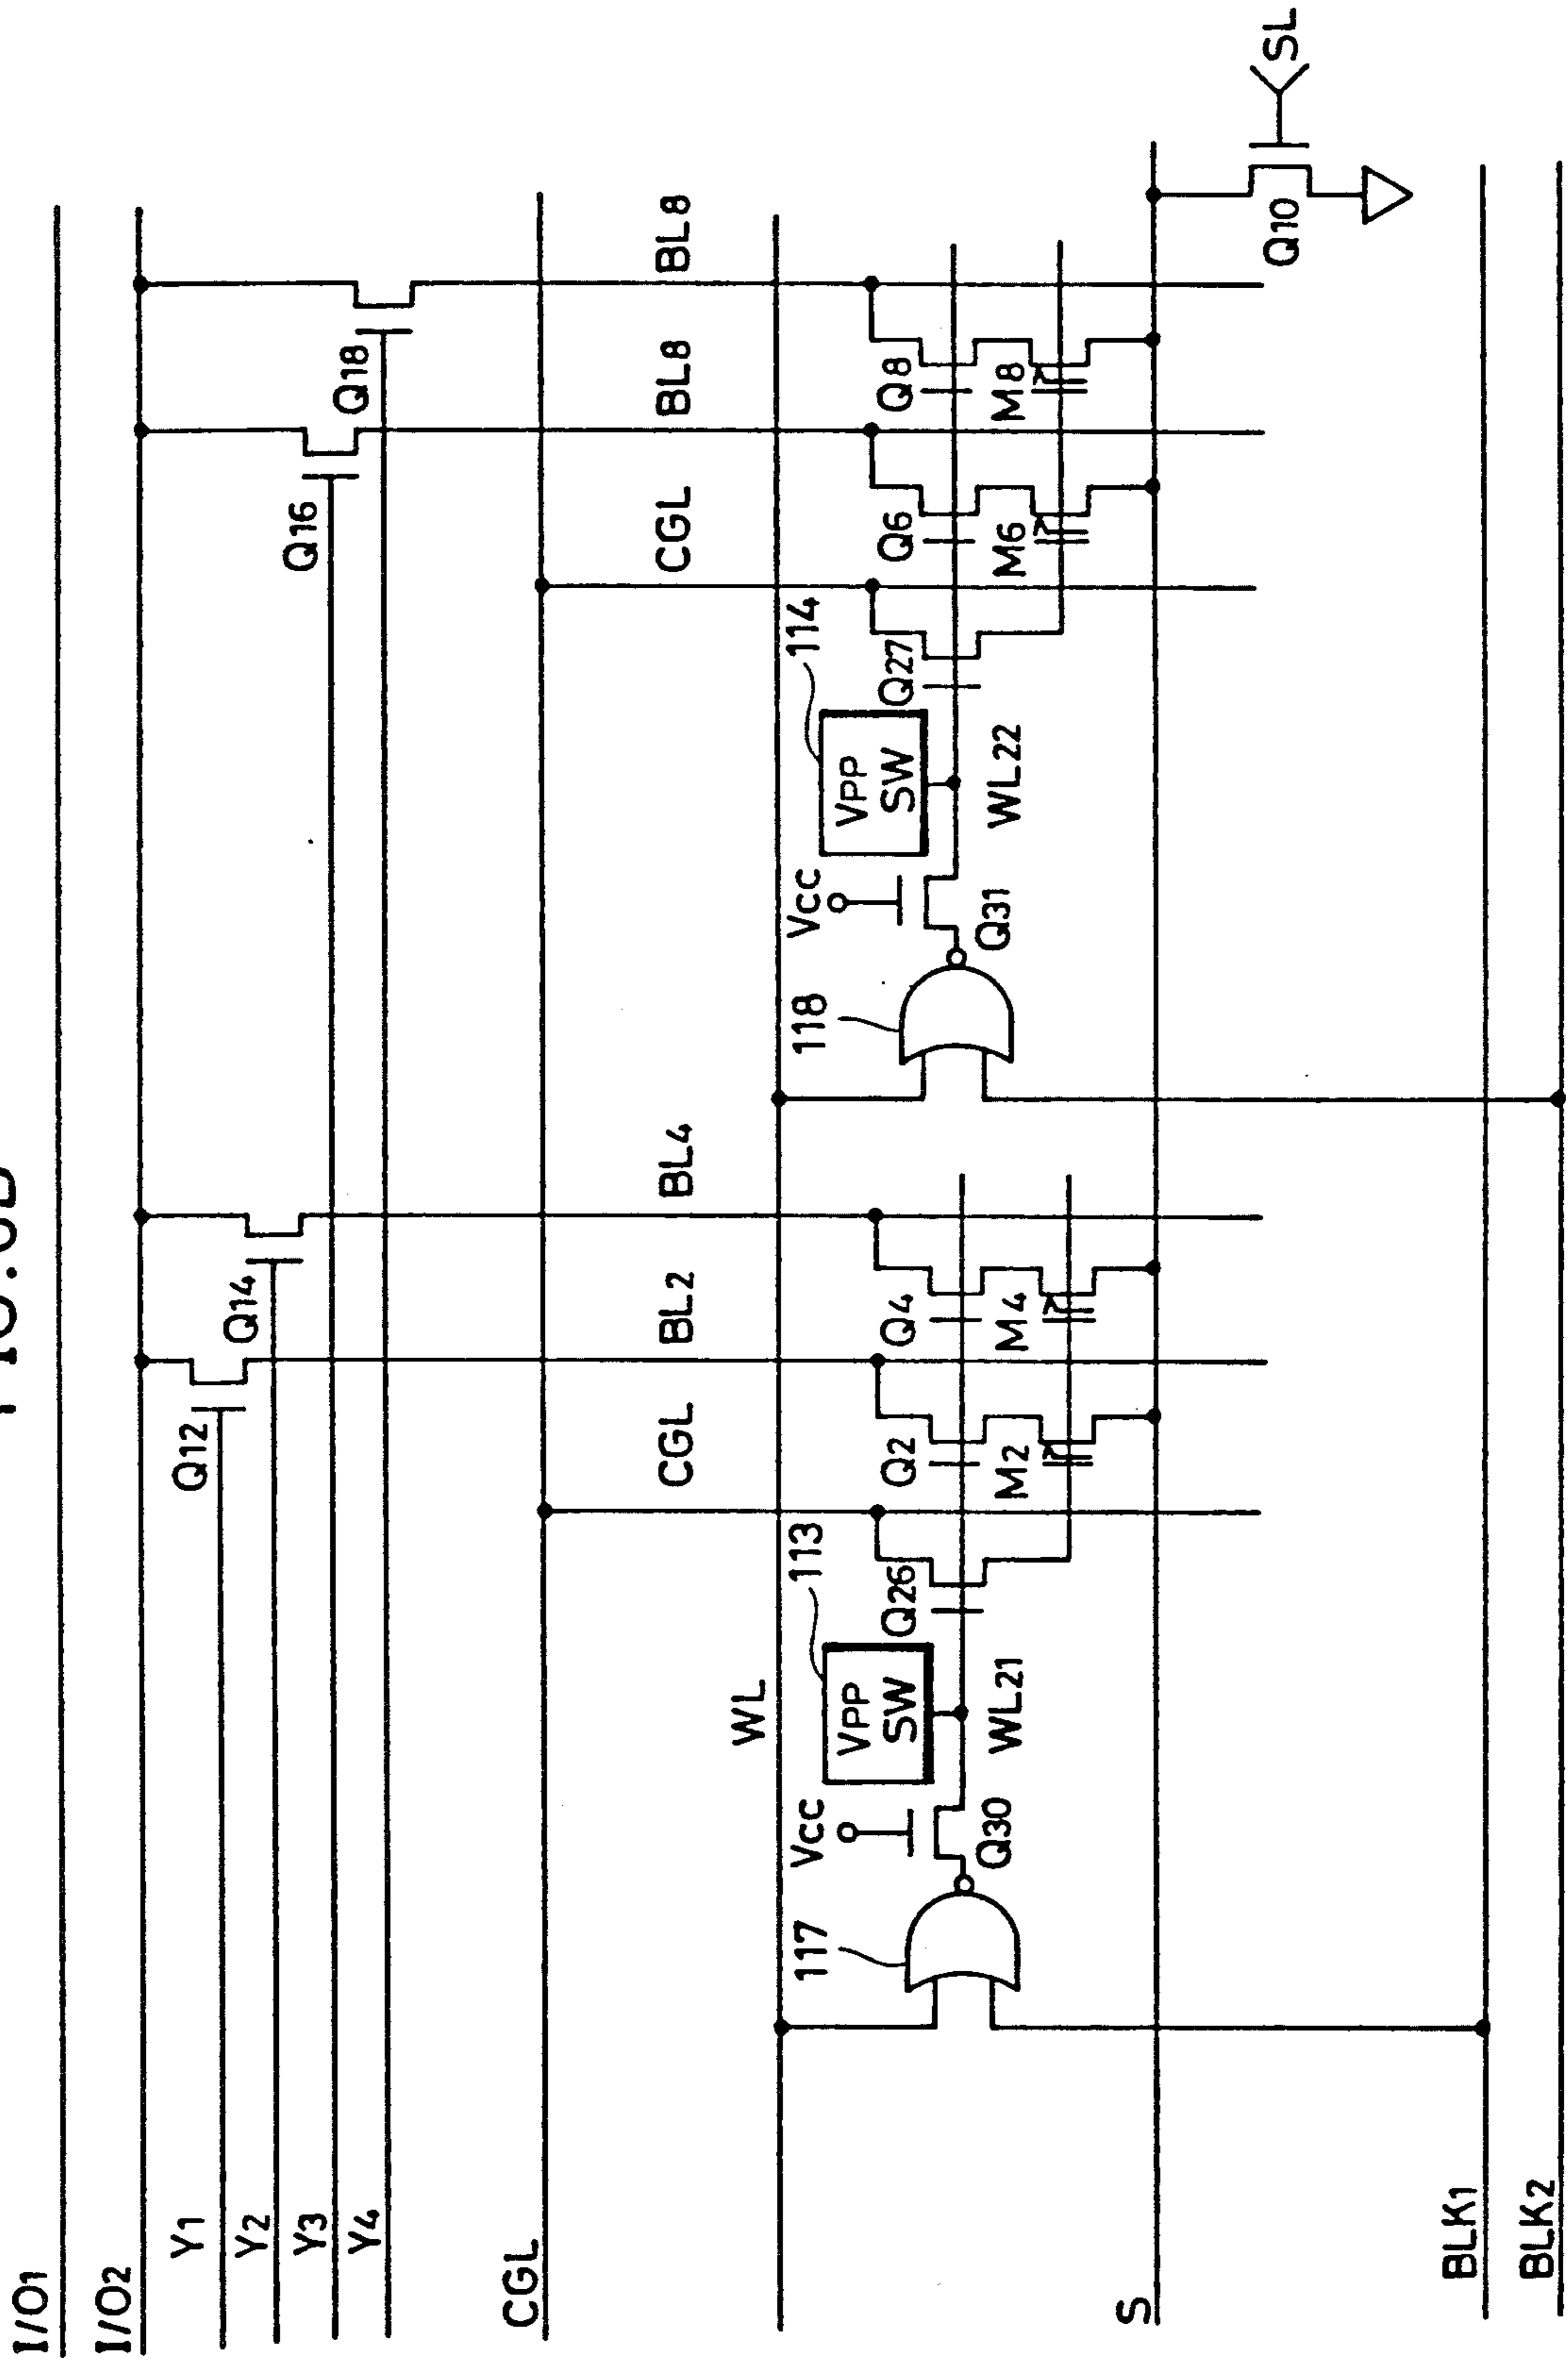 I/O1
I/O2
Y1
Y2
Y3
Y4
Q12
Q14
Q16
Q18
CGL
CGL
BL2
BL4
CGL
BL8
BL8
WL
117
Vcc
113
VPP
SW
Q26
Q2
Q4
118
Vcc
114
VPP
SW
Q27
Q6
Q8
Q30
WL21
M2
M4
Q31
WL22
M6
M8
S
Q10
SL
BLK1
BLK2